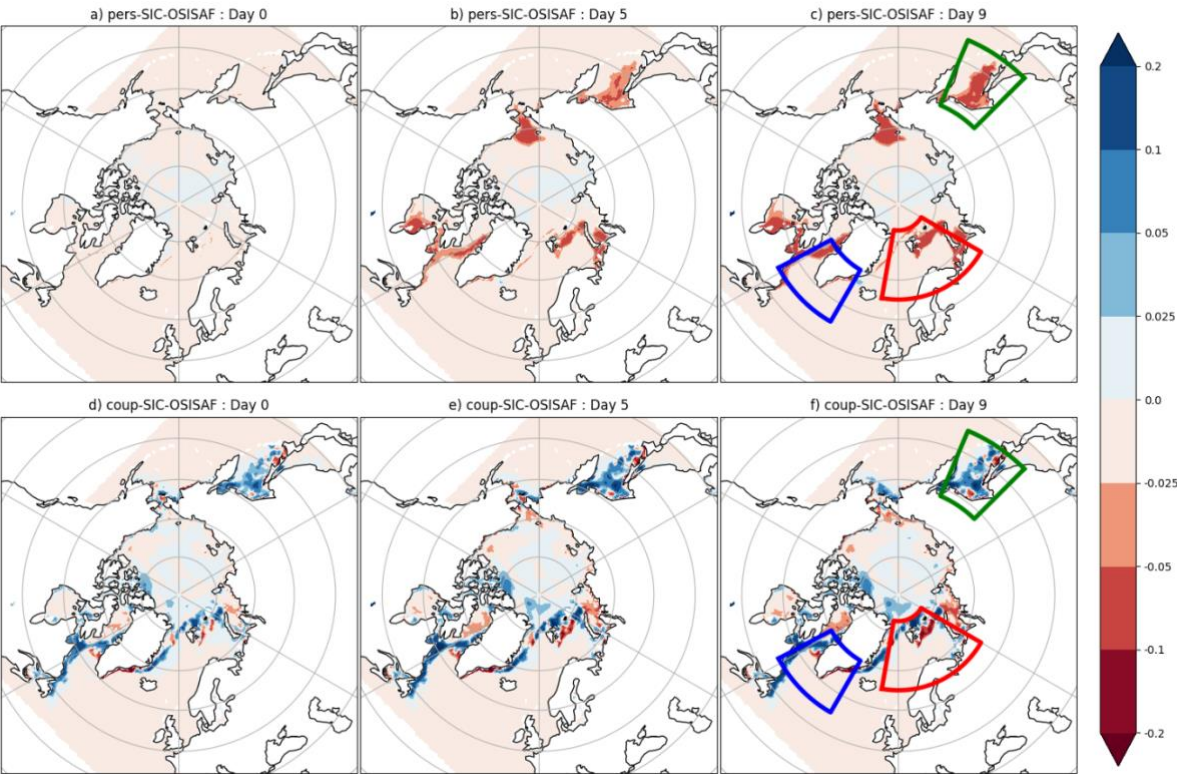 a) pers-SIC-OSISAF : Day 0
b) pers-SIC-OSISAF : Day 5
c) pers-SIC-OSISAF : Day 9
0.2
0.1
0.05
0.025
0.0
-0.025
-0.05
-0.1
-0.2
d) coup-SIC-OSISAF : Day 0
e) coup-SIC-OSISAF : Day 5
f) coup-SIC-OSISAF : Day 9